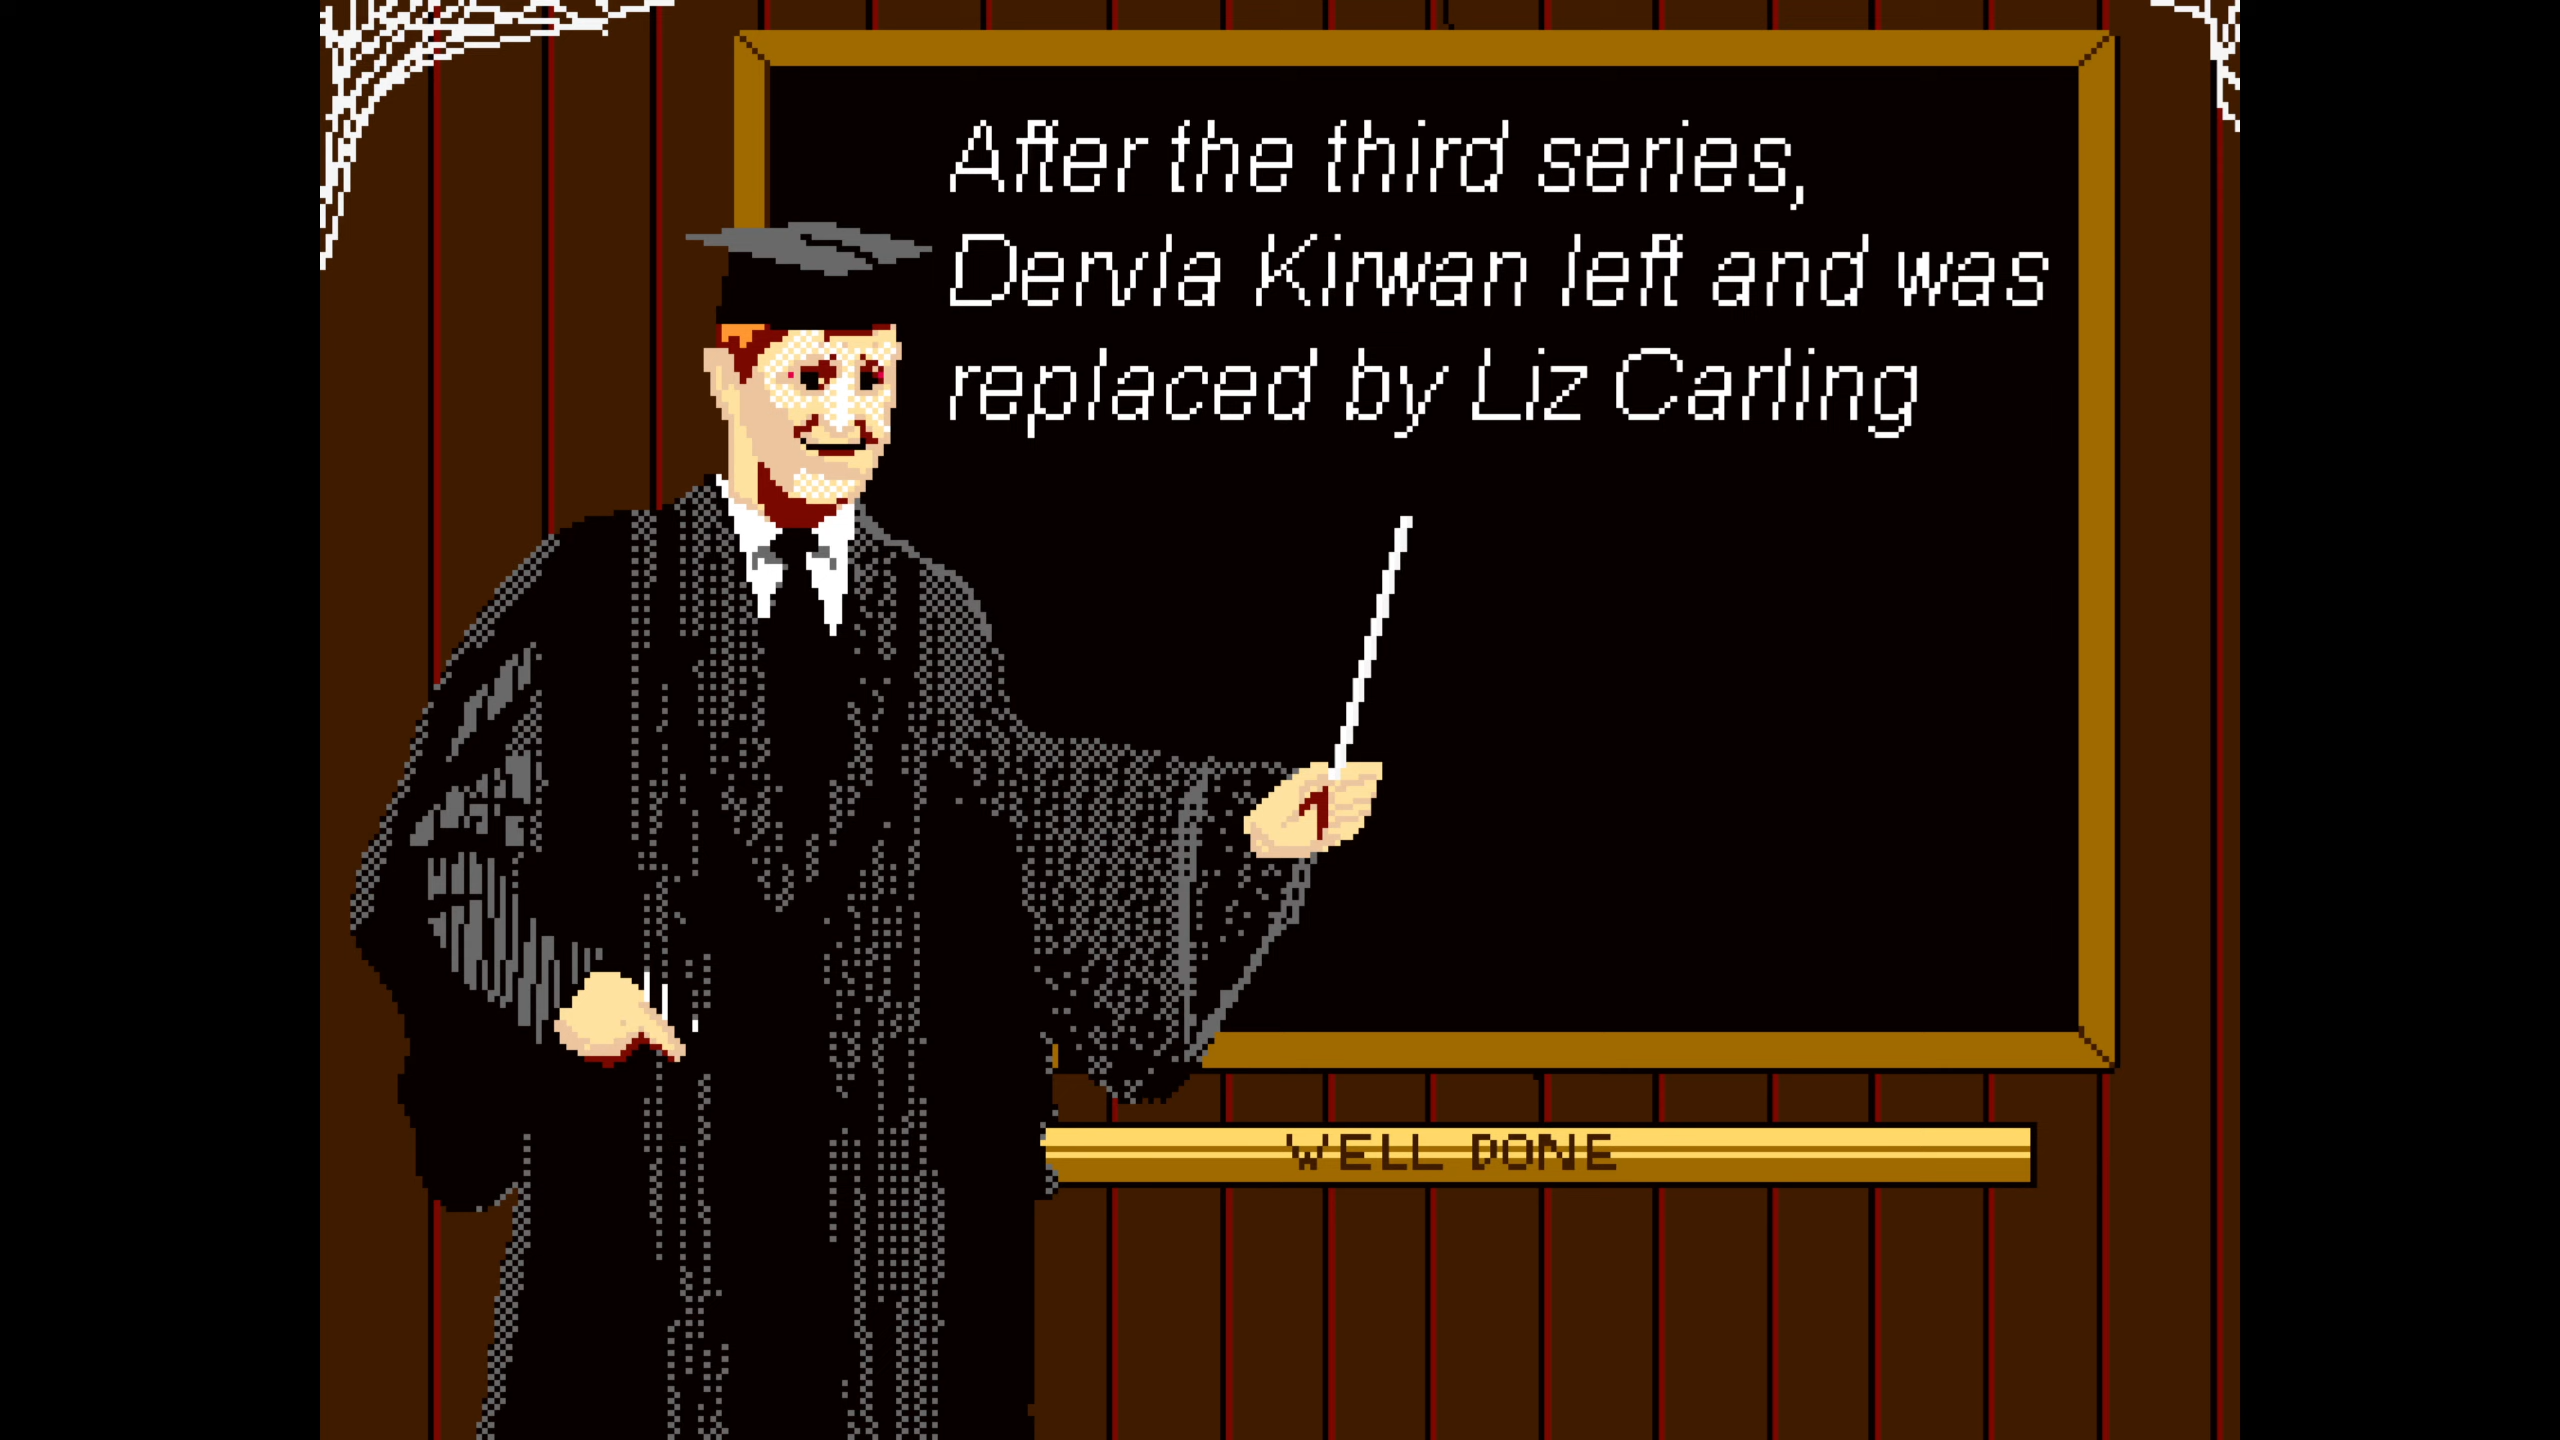 After the third series,
Dervla Kirwan left and was
replaced by Liz Carling
WELL DONE